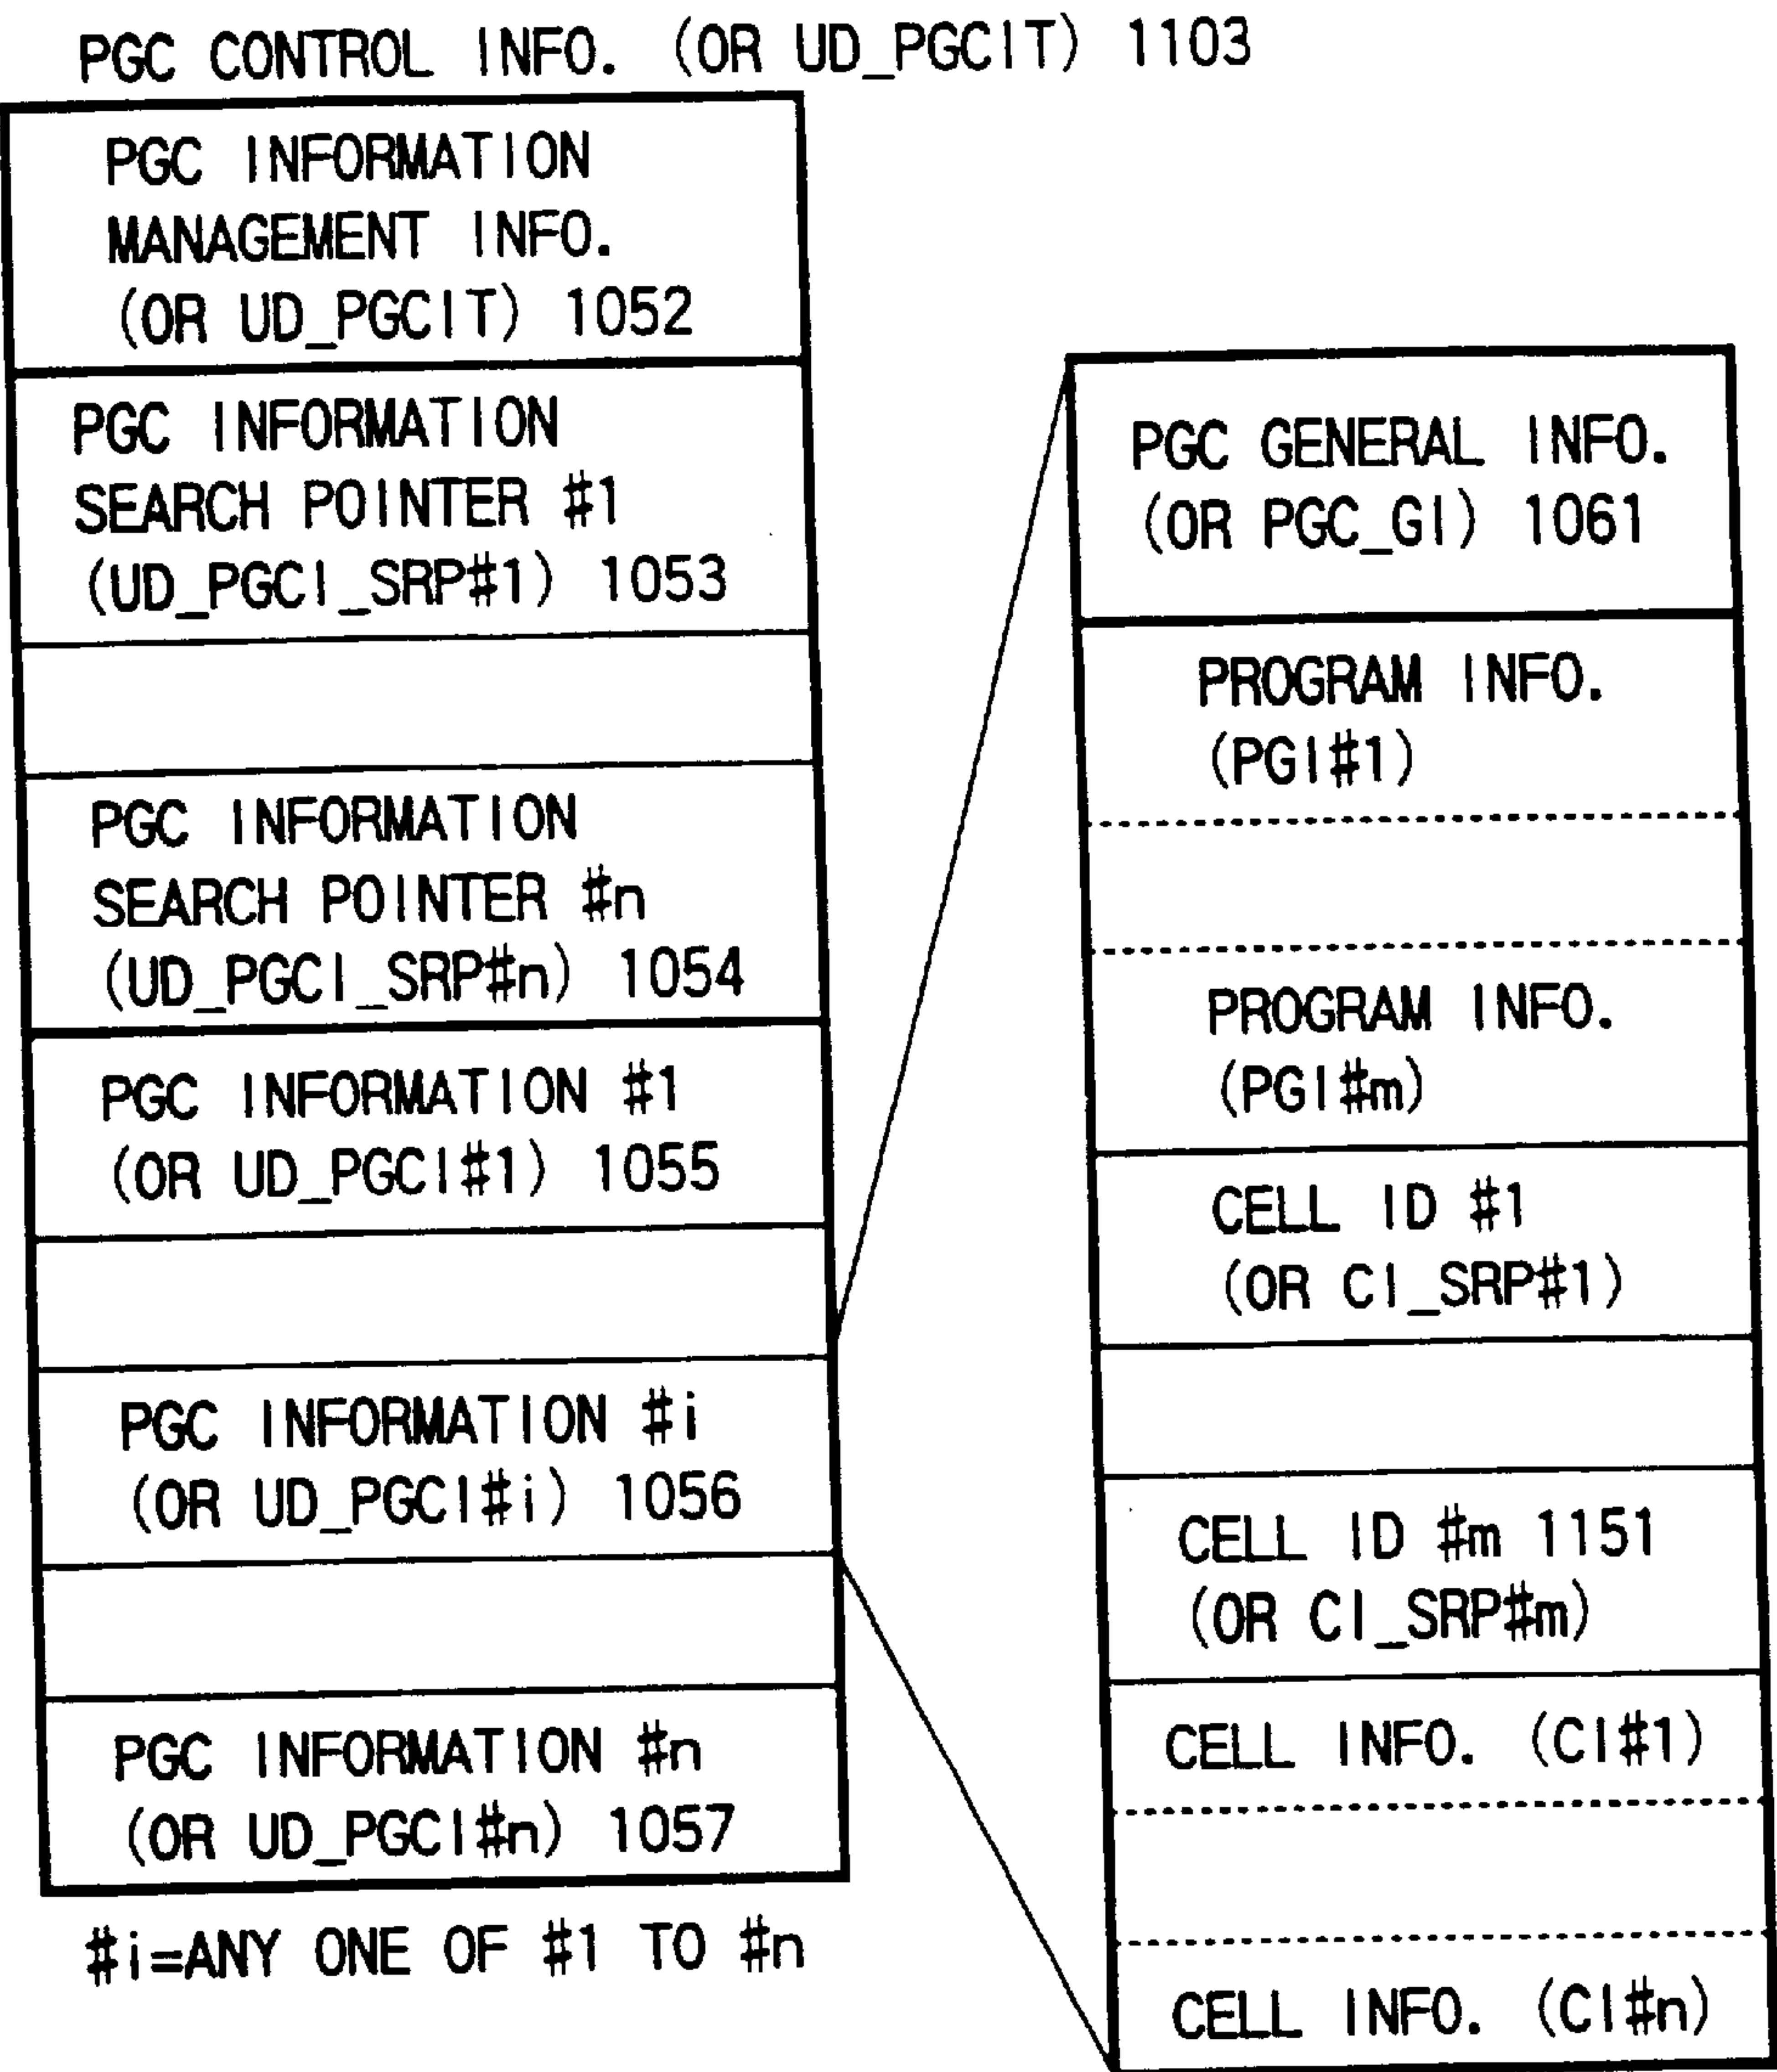 PGC CONTROL INFO. (OR UD_PGCIT) 1103
PGC INFORMATION
MANAGEMENT INFO.
(OR UD_PGCIT) 1052
PGC INFORMATION
SEARCH POINTER #1
(UD_PGCI_SRP#1) 1053
PGC INFORMATION
SEARCH POINTER #n
(UD_PGCI_SRP#n) 1054
PGC INFORMATION #1
(OR UD_PGCI#1) 1055
PGC INFORMATION #i
(OR UD_PGCI#i) 1056
PGC INFORMATION #n
(OR UD_PGCI#n) 1057
#i=ANY ONE OF #1 TO #n
PGC GENERAL INFO.
(OR PGC_GI) 1061
PROGRAM INFO.
(PGI#1)
PROGRAM INFO.
(PGI#m)
CELL ID #1
(OR CI_SRP#1)
CELL ID #m 1151
(OR CI_SRP#m)
CELL INFO. (CI#1)
CELL INFO. (CI#n)